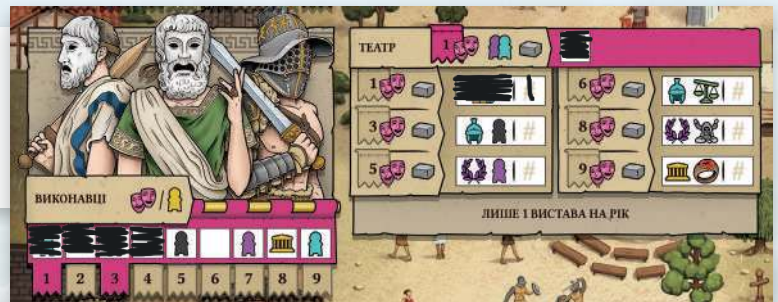 ТЕАТР 1
1 6 #
3 # 8 #
5 # 9 #
ВИКОНАВЦІ /
ЛИШЕ 1 ВИСТАВА НА РІК
1 2 3 4 5 6 7 8 9